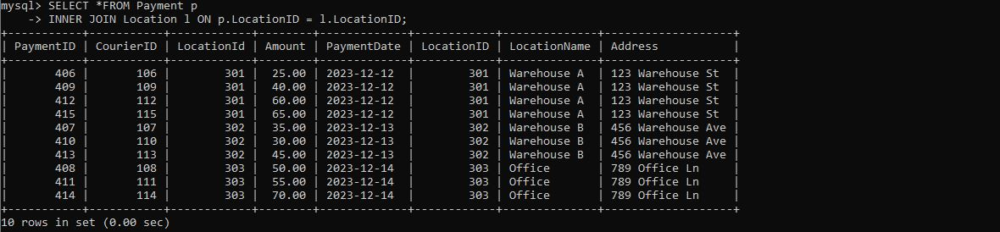 mysql> SELECT *FROM Payment p
    -> INNER JOIN Location l ON p.LocationID = l.LocationID;
+-----------+-----------+------------+--------+-------------+------------+--------------+-------------------+
| PaymentID | CourierID | LocationId | Amount | PaymentDate | LocationID | LocationName | Address           |
+-----------+-----------+------------+--------+-------------+------------+--------------+-------------------+
|       406 |       106 |        301 |  25.00 | 2023-12-12  |        301 | Warehouse A  | 123 Warehouse St  |
|       409 |       109 |        301 |  40.00 | 2023-12-12  |        301 | Warehouse A  | 123 Warehouse St  |
|       412 |       112 |        301 |  60.00 | 2023-12-12  |        301 | Warehouse A  | 123 Warehouse St  |
|       415 |       115 |        301 |  65.00 | 2023-12-12  |        301 | Warehouse A  | 123 Warehouse St  |
|       407 |       107 |        302 |  35.00 | 2023-12-13  |        302 | Warehouse B  | 456 Warehouse Ave |
|       410 |       110 |        302 |  30.00 | 2023-12-13  |        302 | Warehouse B  | 456 Warehouse Ave |
|       413 |       113 |        302 |  45.00 | 2023-12-13  |        302 | Warehouse B  | 456 Warehouse Ave |
|       408 |       108 |        303 |  50.00 | 2023-12-14  |        303 | Office       | 789 Office Ln     |
|       411 |       111 |        303 |  55.00 | 2023-12-14  |        303 | Office       | 789 Office Ln     |
|       414 |       114 |        303 |  70.00 | 2023-12-14  |        303 | Office       | 789 Office Ln     |
+-----------+-----------+------------+--------+-------------+------------+--------------+-------------------+
10 rows in set (0.00 sec)